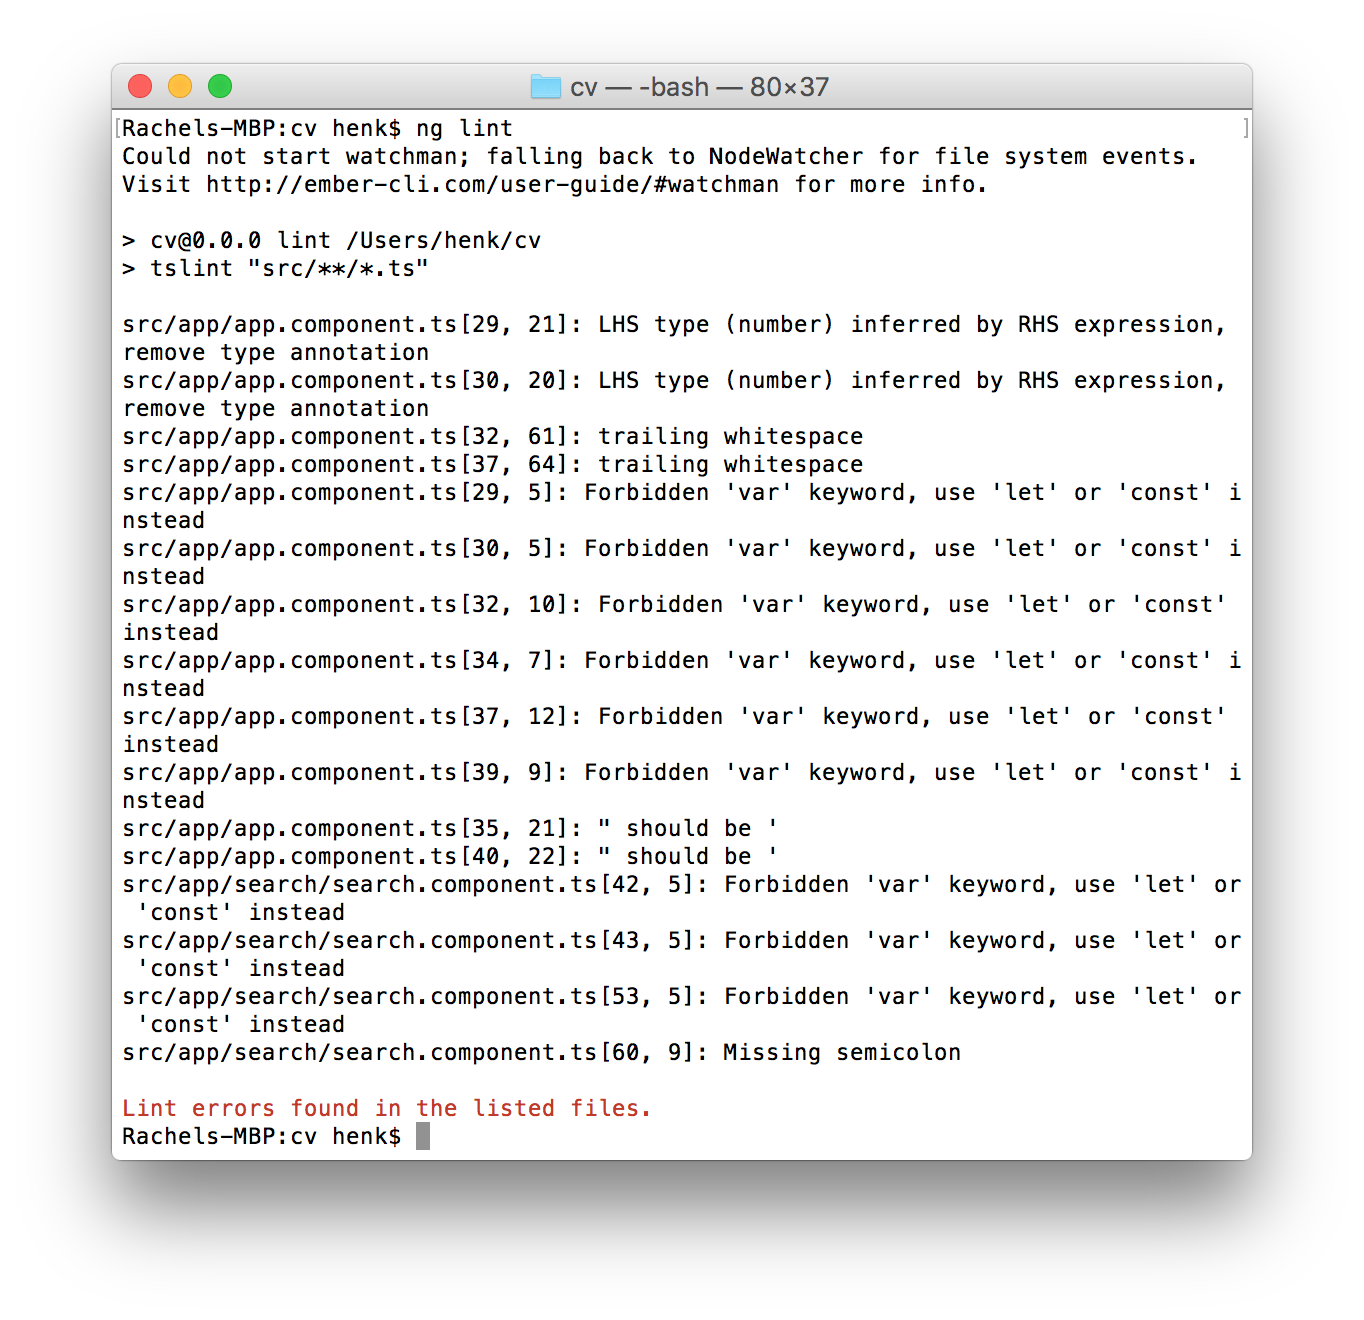 cv — -bash — 80×37
Rachels-MBP:cv henk$ ng lint
Could not start watchman; falling back to NodeWatcher for file system events.
Visit http://ember-cli.com/user-guide/#watchman for more info.
> cv@0.0.0 lint /Users/henk/cv
> tslint "src/**/*.ts"
src/app/app.component.ts[29, 21]: LHS type (number) inferred by RHS expression,
remove type annotation
src/app/app.component.ts[30, 20]: LHS type (number) inferred by RHS expression,
remove type annotation
src/app/app.component.ts[32, 61]: trailing whitespace
src/app/app.component.ts[37, 64]: trailing whitespace
src/app/app.component.ts[29, 5]: Forbidden 'var' keyword, use 'let' or 'const' i
nstead
src/app/app.component.ts[30, 5]: Forbidden 'var' keyword, use 'let' or 'const' i
nstead
src/app/app.component.ts[32, 10]: Forbidden 'var' keyword, use 'let' or 'const'
instead
src/app/app.component.ts[34, 7]: Forbidden 'var' keyword, use 'let' or 'const' i
nstead
src/app/app.component.ts[37, 12]: Forbidden 'var' keyword, use 'let' or 'const'
instead
src/app/app.component.ts[39, 9]: Forbidden 'var' keyword, use 'let' or 'const' i
nstead
src/app/app.component.ts[35, 21]: " should be '
src/app/app.component.ts[40, 22]: " should be '
src/app/search/search.component.ts[42, 5]: Forbidden 'var' keyword, use 'let' or
 'const' instead
src/app/search/search.component.ts[43, 5]: Forbidden 'var' keyword, use 'let' or
 'const' instead
src/app/search/search.component.ts[53, 5]: Forbidden 'var' keyword, use 'let' or
 'const' instead
src/app/search/search.component.ts[60, 9]: Missing semicolon
Lint errors found in the listed files.
Rachels-MBP:cv henk$